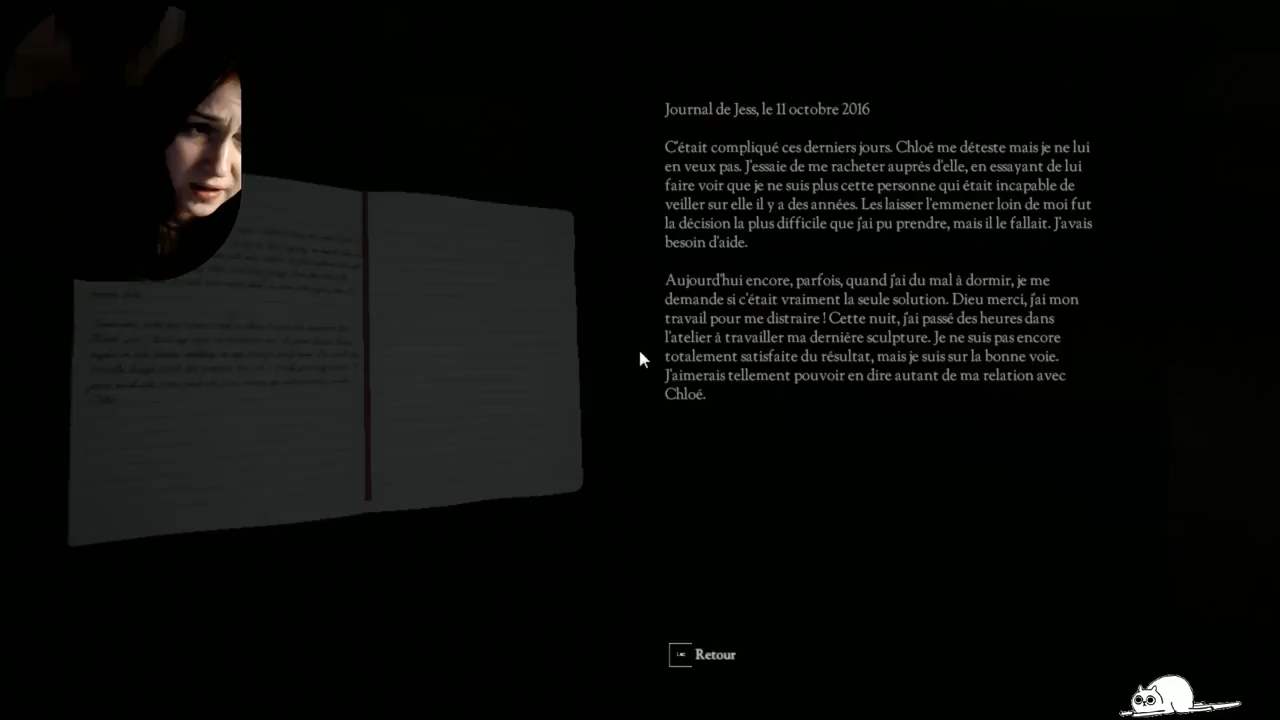 Journal de Jess, le 11 octobre 2016
C'était compliqué ces derniers jours. Chloé me déteste mais je ne lui
en veux pas. J'essaie de me racheter auprès d'elle, en essayant de lui
faire voir que je ne suis plus cette personne qui était incapable de
veiller sur elle il y a des années. Les laisser l'emmener loin de moi fut
la décision la plus difficile que j'ai pu prendre, mais il le fallait. J'avais
besoin d'aide.
Aujourd'hui encore, parfois, quand j'ai du mal à dormir, je me
demande si c'était vraiment la seule solution. Dieu merci, j'ai mon
travail pour me distraire ! Cette nuit, j'ai passé des heures dans
l'atelier à travailler ma dernière sculpture. Je ne suis pas encore
totalement satisfaite du résultat, mais je suis sur la bonne voie.
J'aimerais tellement pouvoir en dire autant de ma relation avec
Chloé.
Retour